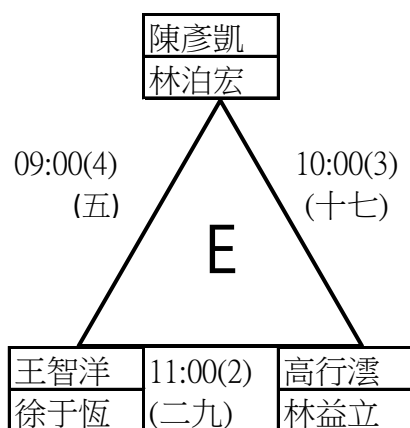 陳彥凱
林泊宏
09:00(4)
(五)
10:00(3)
(十七)
E
王智洋
徐于恆
11:00(2)
(二九)
高行澐
林益立